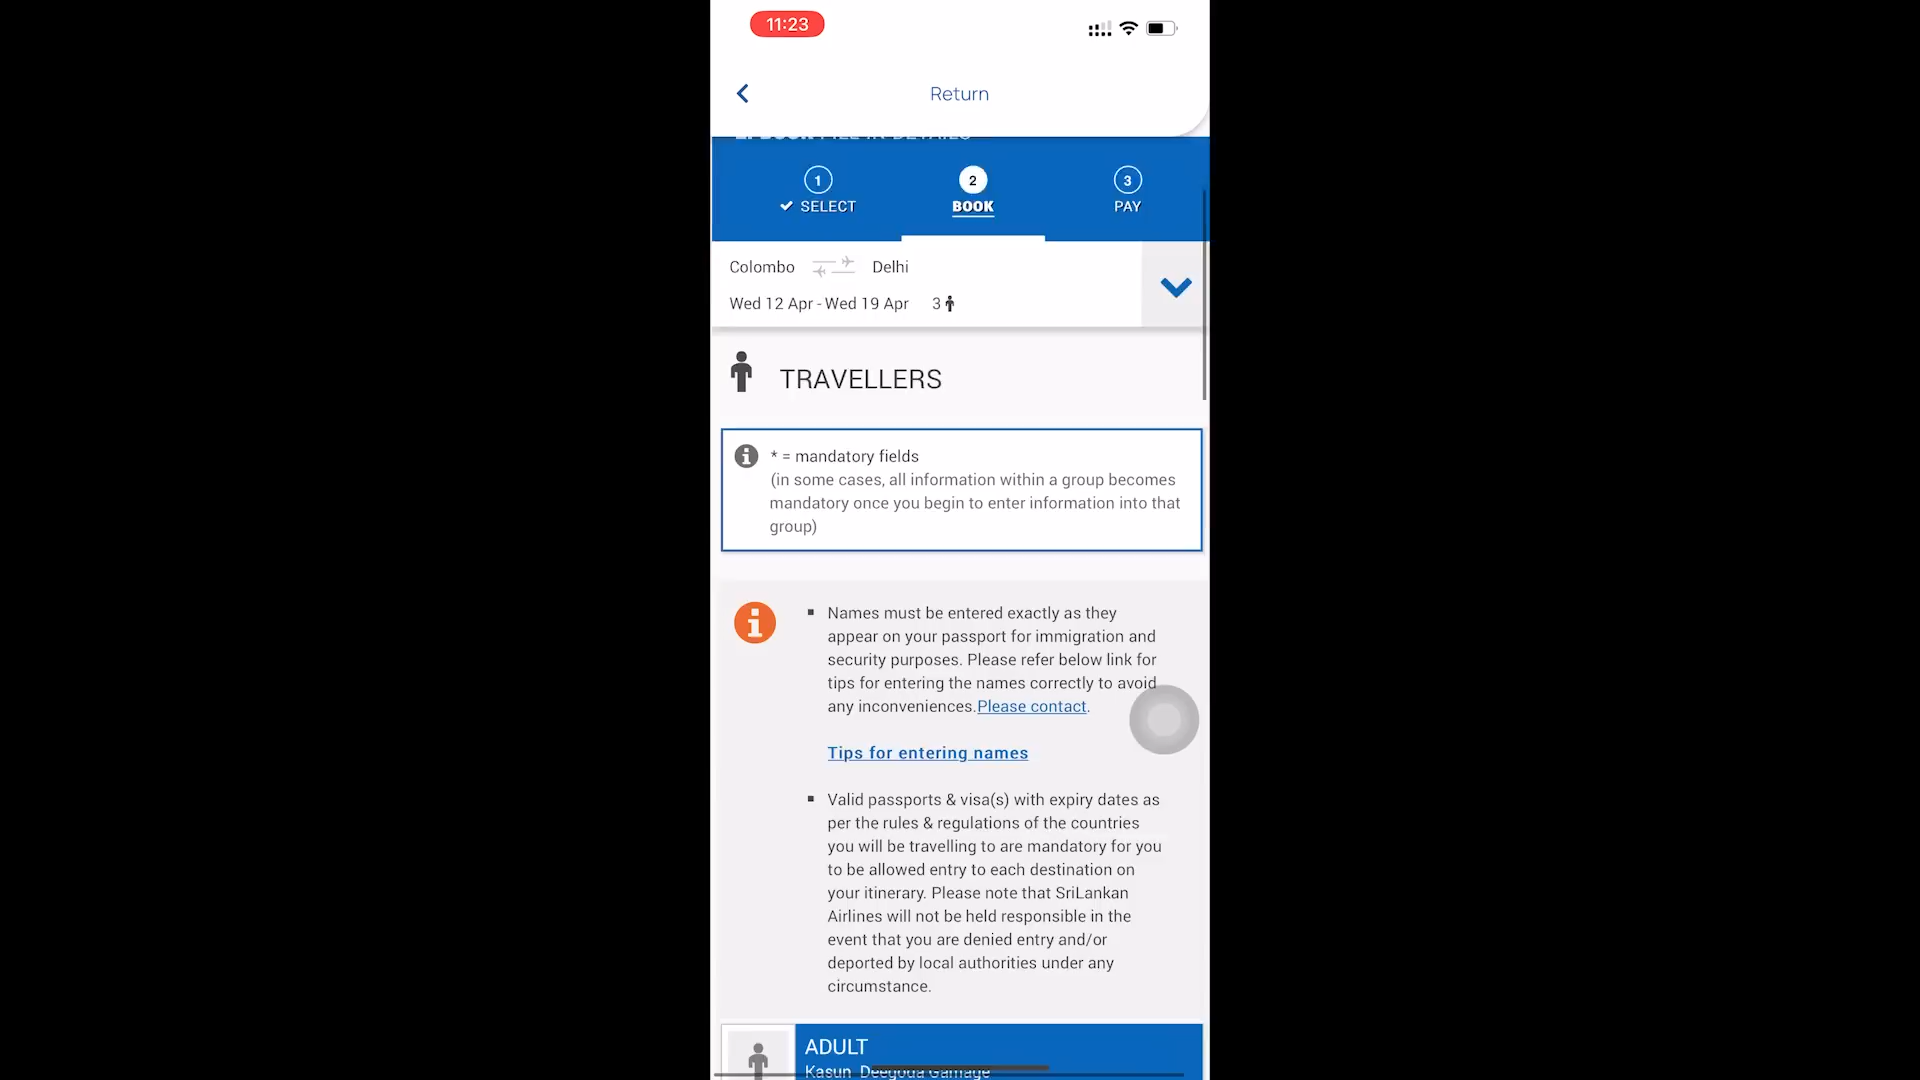 11:23
Return
2. BOOK FILL IN DETAILS
1 2 3
SELECT BOOK PAY
Colombo Delhi
Wed 12 Apr - Wed 19 Apr 3
TRAVELLERS
* = mandatory fields
(in some cases, all information within a group becomes
mandatory once you begin to enter information into that
group)
Names must be entered exactly as they
appear on your passport for immigration and
security purposes. Please refer below link for
tips for entering the names correctly to avoid
any inconveniences.Please contact.
Tips for entering names
Valid passports & visa(s) with expiry dates as
per the rules & regulations of the countries
you will be travelling to are mandatory for you
to be allowed entry to each destination on
your itinerary. Please note that SriLankan
Airlines will not be held responsible in the
event that you are denied entry and/or
deported by local authorities under any
circumstance.
ADULT
Kasun Deegoda Gamage